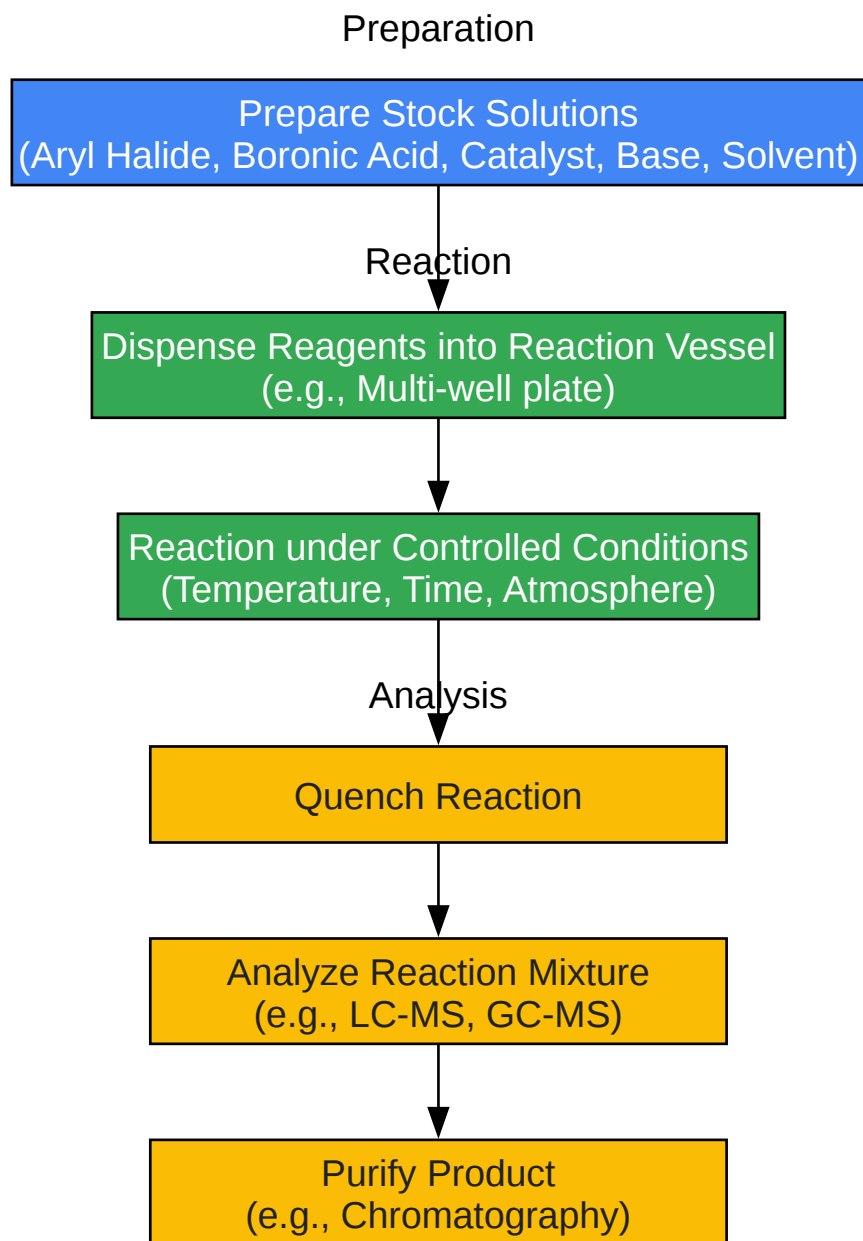 Preparation
Prepare Stock Solutions
(Aryl Halide, Boronic Acid, Catalyst, Base, Solvent)
Reaction
Dispense Reagents into Reaction Vessel
(e.g., Multi-well plate)
Reaction under Controlled Conditions
(Temperature, Time, Atmosphere)
Analysis
Quench Reaction
Analyze Reaction Mixture
(e.g., LC-MS, GC-MS)
Purify Product
(e.g., Chromatography)